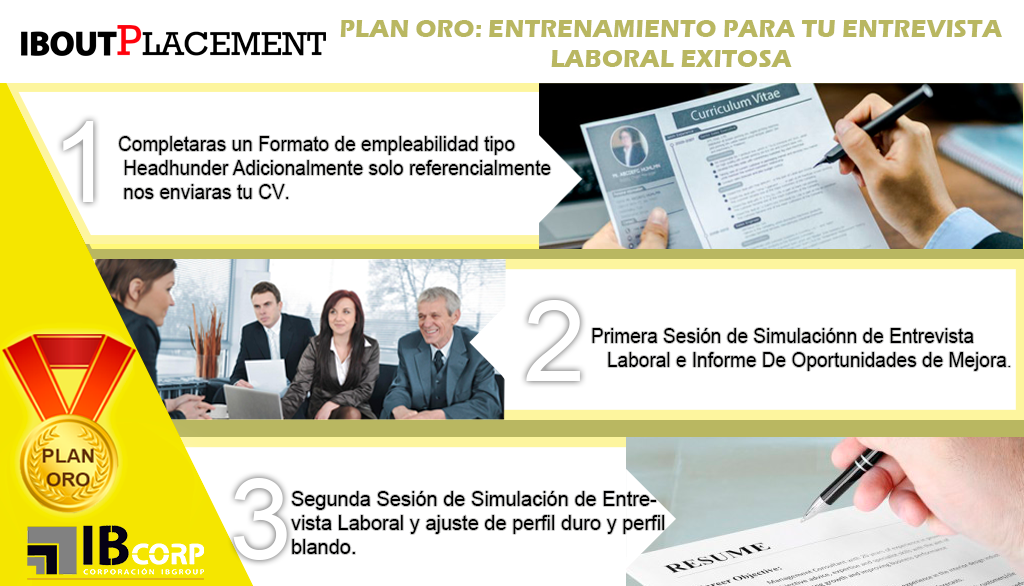 IBOUTPLACEMENT
PLAN ORO: ENTRENAMIENTO PARA TU ENTREVISTA
LABORAL EXITOSA
1
Completaras un Formato de empleabilidad tipo
Headhunder Adicionalmente solo referencialmente
nos enviaras tu CV.
Curriculum Vitae
2
Primera Sesión de Simulaciónn de Entrevista
Laboral e Informe De Oportunidades de Mejora.
PLAN
ORO
3
Segunda Sesión de Simulación de Entre-
vista Laboral y ajuste de perfil duro y perfil
blando.
IBCORP
CORPORACIÓN IBGROUP
RESUME
Career Objective: